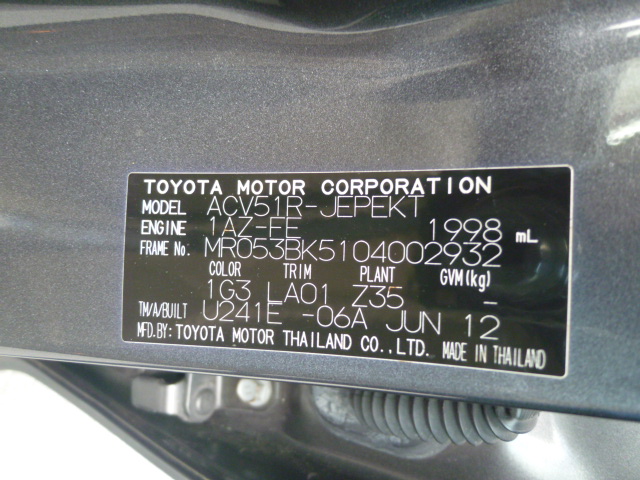 TOYOTA MOTOR CORPORATION
MODEL ACV51R-JEPEKT
ENGINE 1AZ-EE 1998 mL
FRAME No. MR053BK5104002932
COLOR TRIM PLANT GVM(kg)
1G3 LA01 Z35 -
TM/A/BUILT U241E -06A JUN 12
MFD.BY: TOYOTA MOTOR THAILAND CO.,LTD. MADE IN THAILAND